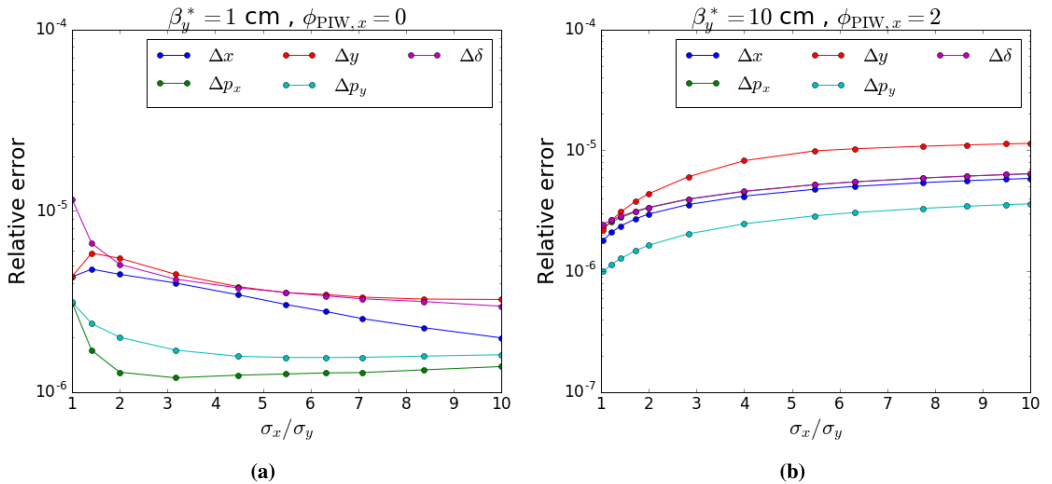 β*y = 1 cm , ϕPIW, x = 0
Δx Δy Δδ
Δpx Δpy
Relative error
10^-4
10^-5
10^-6
1 2 3 4 5 6 7 8 9 10
σx/σy
(a)
β*y = 10 cm , ϕPIW, x = 2
Δx Δy Δδ
Δpx Δpy
Relative error
10^-4
10^-5
10^-6
10^-7
1 2 3 4 5 6 7 8 9 10
σx/σy
(b)